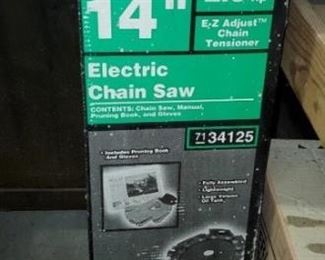 14"
hp
E-Z Adjust™
Chain
Tensioner
Electric
Chain Saw
CONTENTS: Chain Saw, Manual,
Pruning Book, and Gloves
71 34125
• Includes Pruning Book
And Gloves
• Fully Assembled
• Lightweight
• Large Volume
Oil Tank